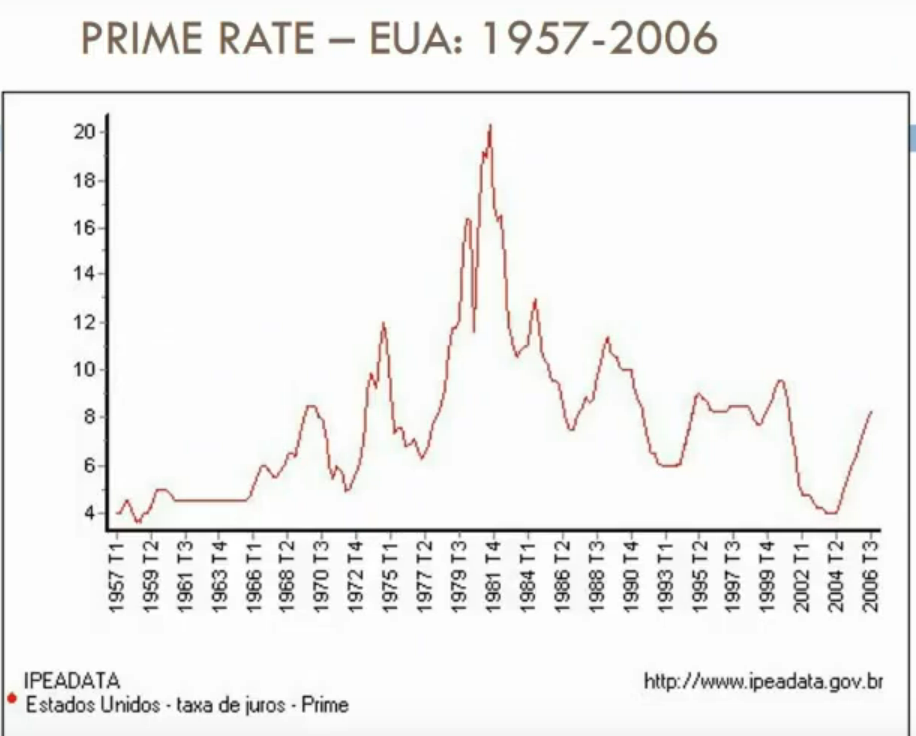 PRIME RATE – EUA: 1957-2006
20
18
16
14
12
10
8
6
4
1957 T1
1959 T2
1961 T3
1963 T4
1966 T1
1968 T2
1970 T3
1972 T4
1975 T1
1977 T2
1979 T3
1981 T4
1984 T1
1986 T2
1988 T3
1990 T4
1993 T1
1995 T2
1997 T3
1999 T4
2002 T1
2004 T2
2006 T3
IPEADATA
http://www.ipeadata.gov.br
Estados Unidos - taxa de juros - Prime